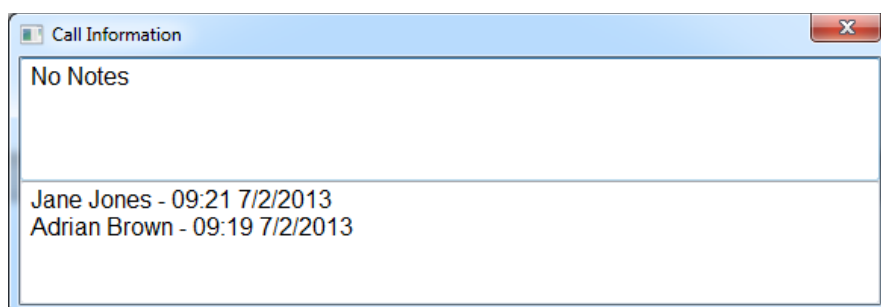 Call Information
No Notes
Jane Jones - 09:21 7/2/2013
Adrian Brown - 09:19 7/2/2013